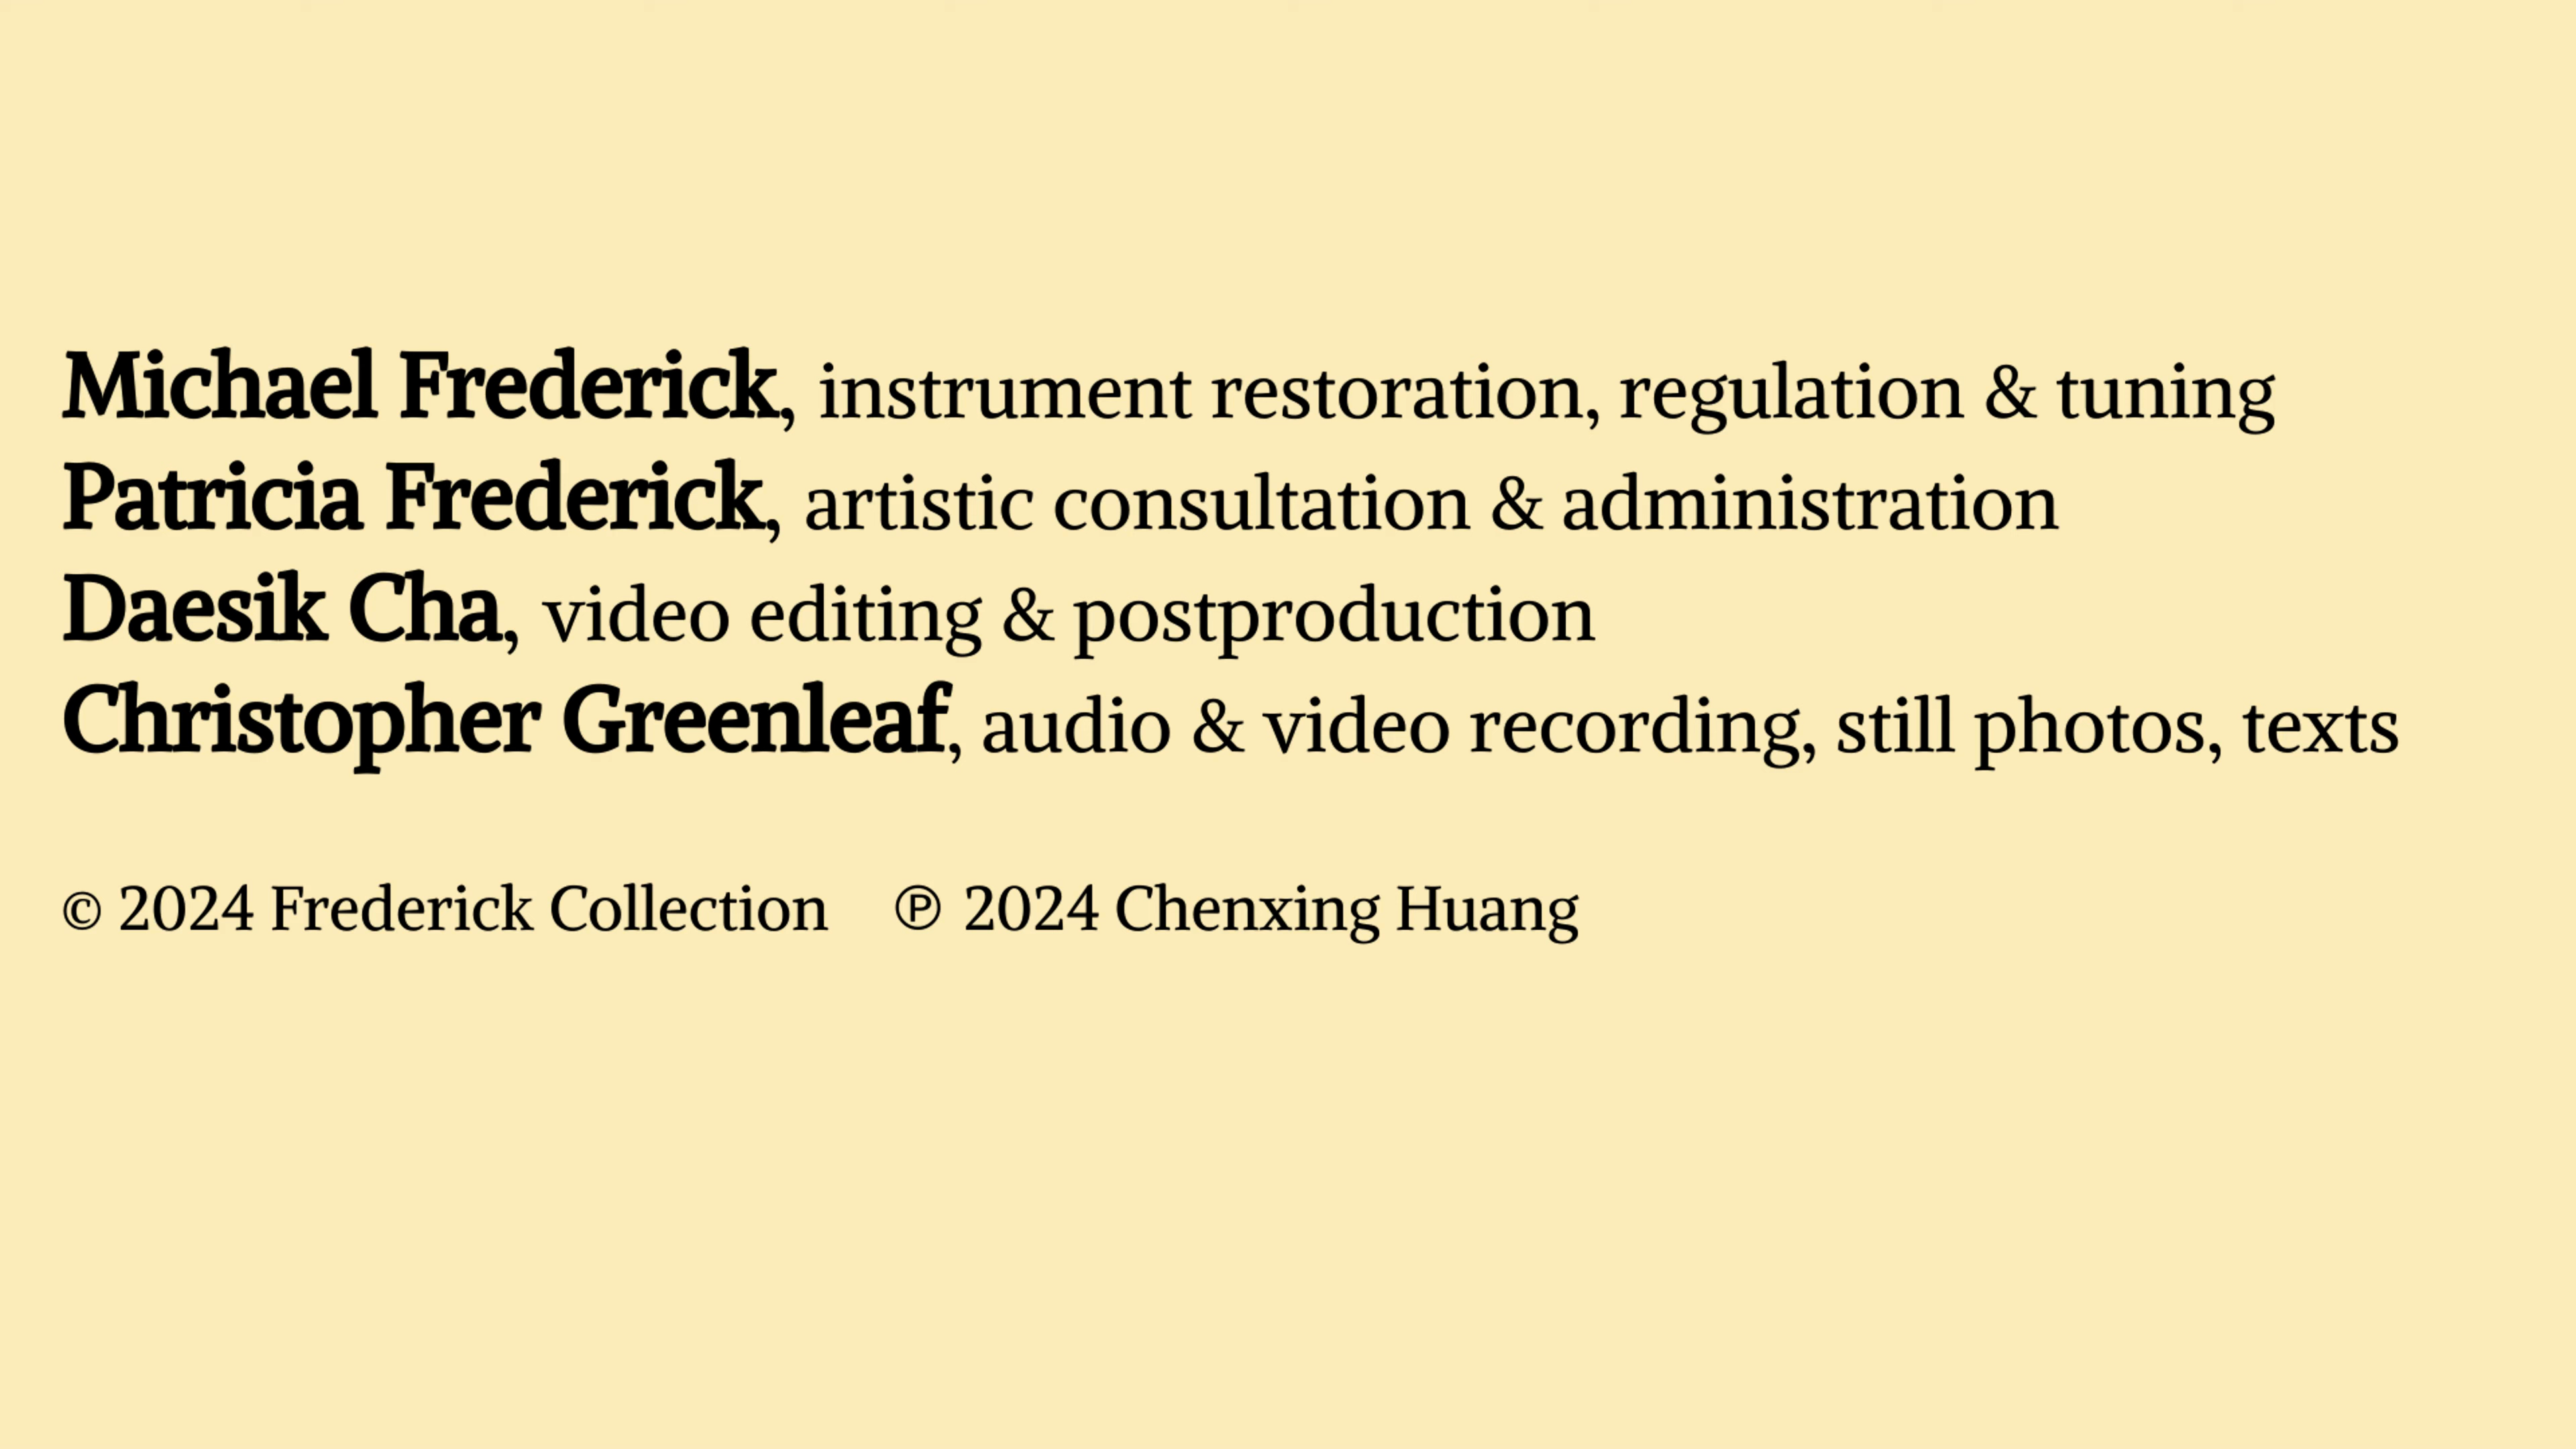 Michael Frederick, instrument restoration, regulation & tuning
Patricia Frederick, artistic consultation & administration
Daesik Cha, video editing & postproduction
Christopher Greenleaf, audio & video recording, still photos, texts
© 2024 Frederick Collection ℗ 2024 Chenxing Huang